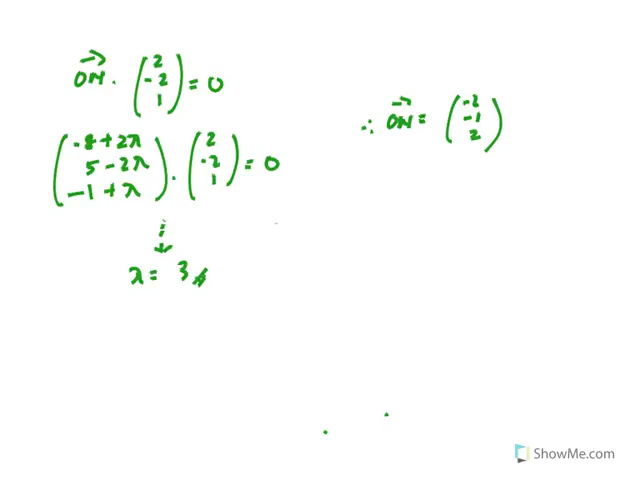 →ON · (2 -2 1) = 0
(-8+2λ 5-2λ -1+λ) · (2 -2 1) = 0
⋮
↓
λ = 3
∴ →ON = (-2 -1 2)
ShowMe.com